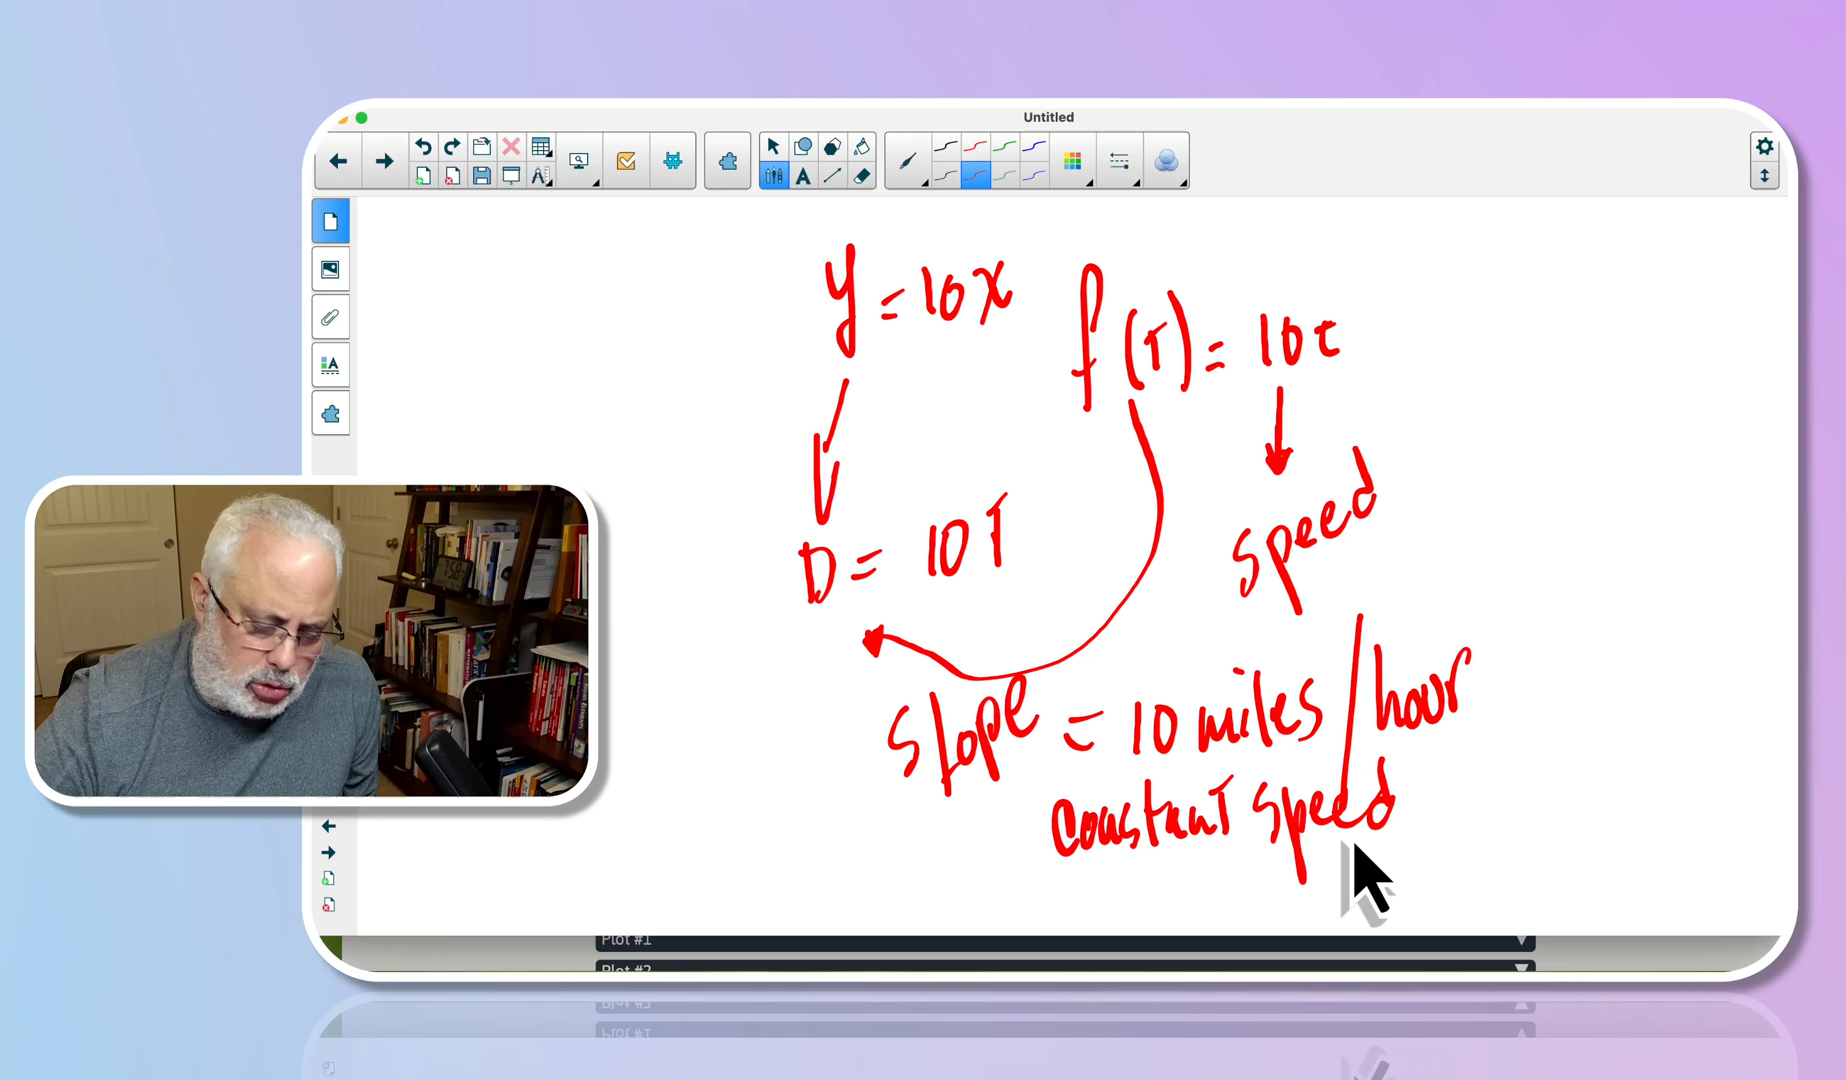 Untitled
y = 10x
f(T) = 10t
D = 10T
speed
slope = 10 miles / hour
constant speed
Plot #1
Plot #2